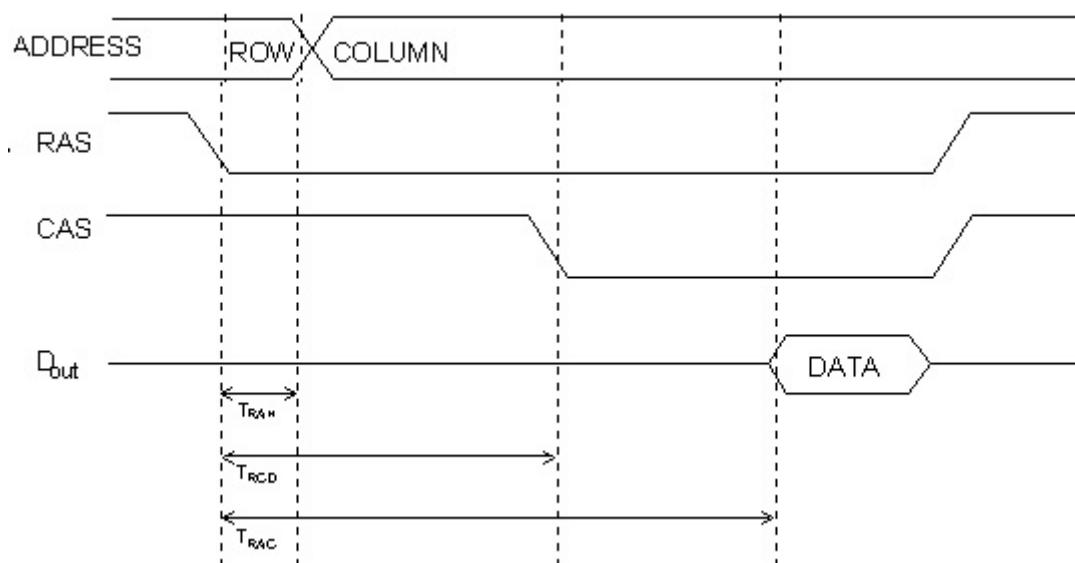 ADDRESS ROW COLUMN
RAS
CAS
Dout DATA
TRAH
TRCD
TRAC